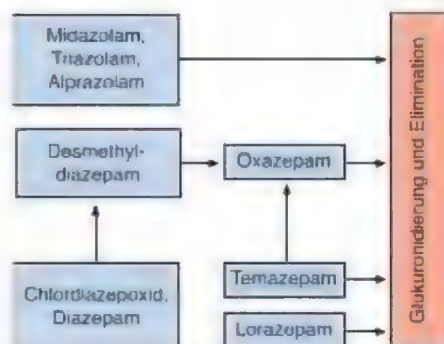 Midazolam,
Triazolam,
Alprazolam
Desmethyl-
diazepam
Oxazepam
Chlordiazepoxid,
Diazepam
Temazepam
Lorazepam
Glukuronidierung und Elimination